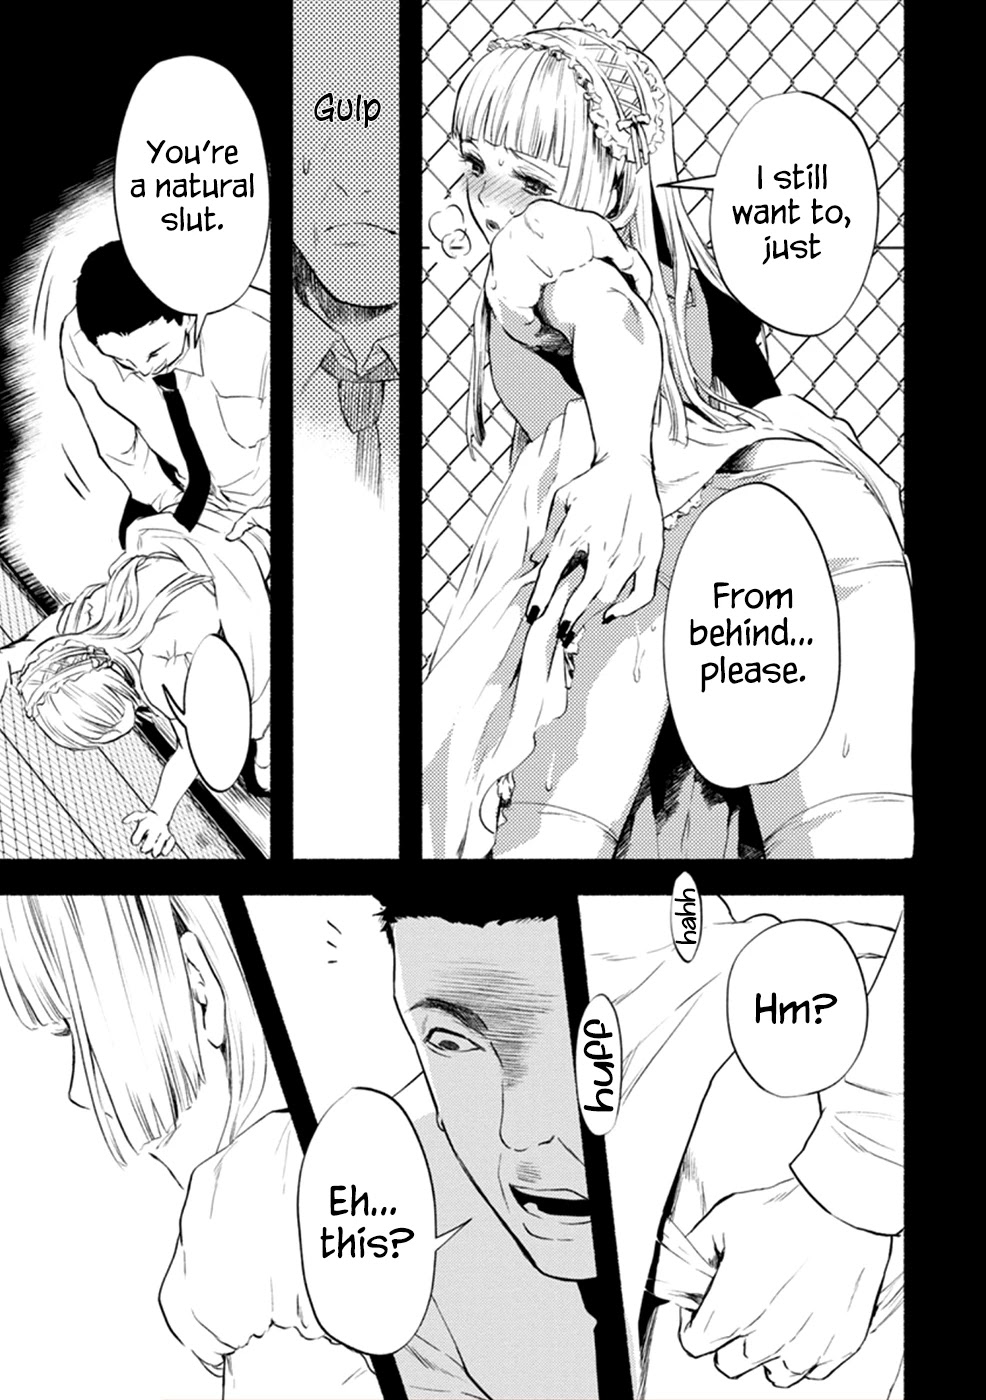 I still
want to,
just
From
behind...
please.
Gulp
You're
a natural
slut.
Hm?
hahh
huff
Eh...
this?